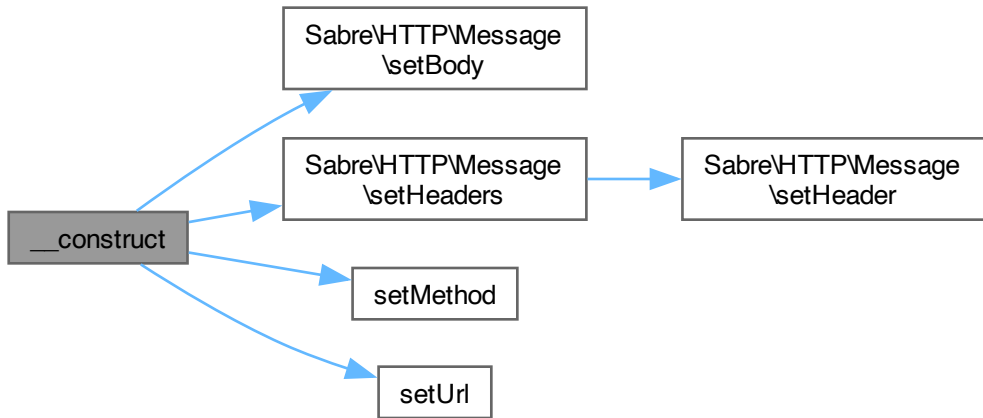 __construct
Sabre\HTTP\Message
\setBody
Sabre\HTTP\Message
\setHeaders
Sabre\HTTP\Message
\setHeader
setMethod
setUrl